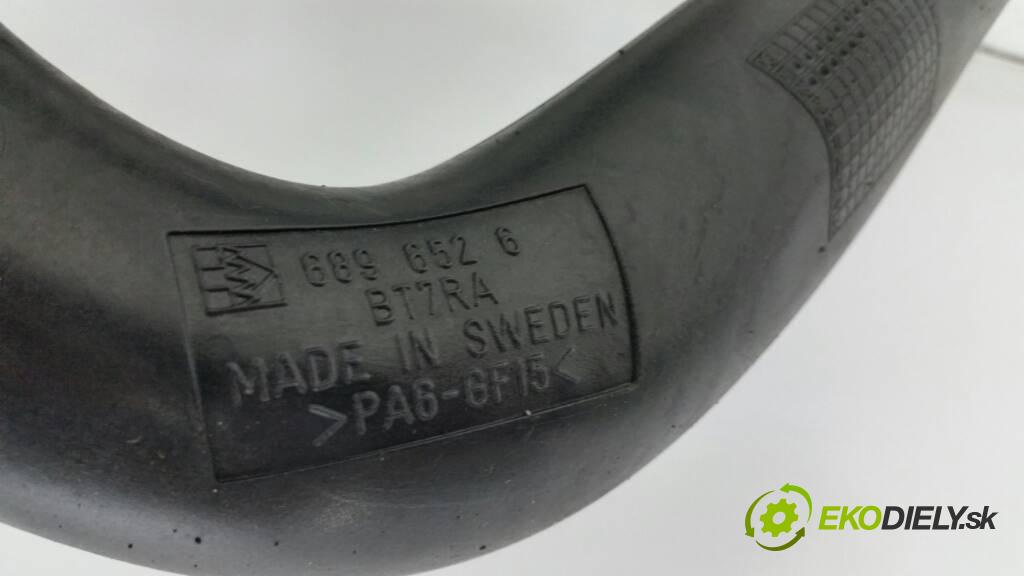 689 652 6
BT7RA
MADE IN SWEDEN
>PA6-GF15<
EKODIELY.sk